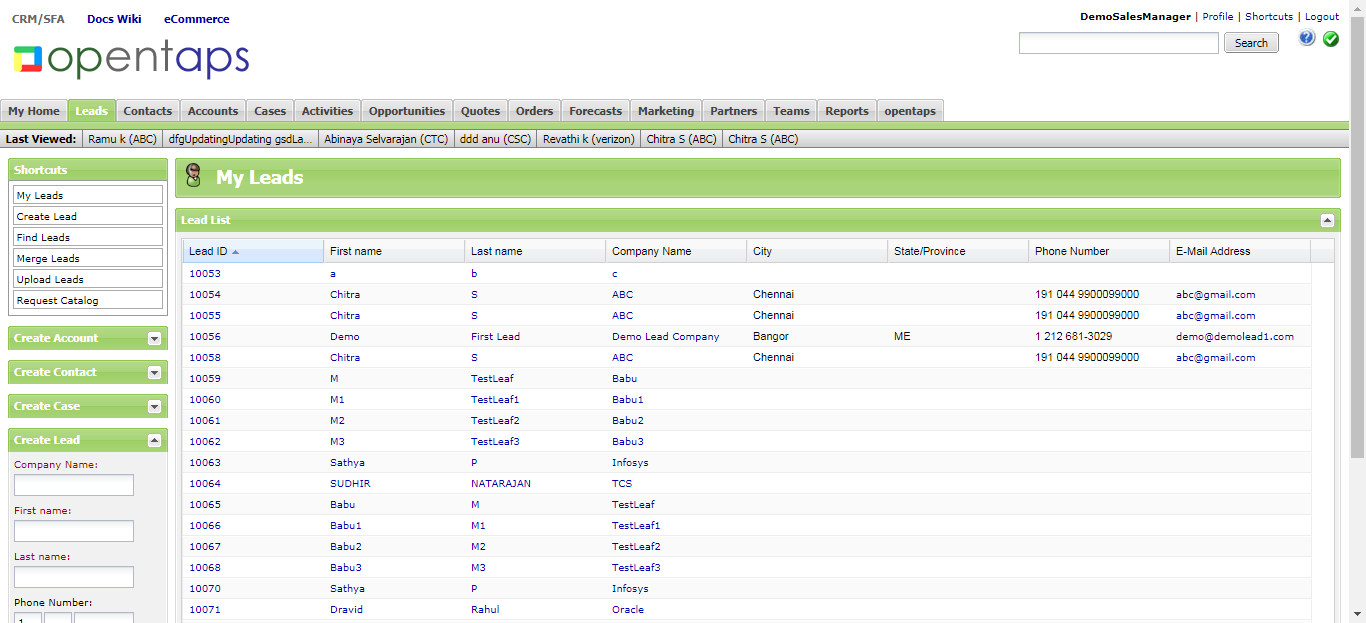 CRM/SFA Docs Wiki eCommerce
DemoSalesManager | Profile | Shortcuts | Logout
opentaps
Search
My Home Leads Contacts Accounts Cases Activities Opportunities Quotes Orders Forecasts Marketing Partners Teams Reports opentaps
Last Viewed: Ramu k (ABC) dfgUpdatingUpdating gsdLa... Abinaya Selvarajan (CTC) ddd anu (CSC) Revathi k (verizon) Chitra S (ABC) Chitra S (ABC)
Shortcuts
My Leads
Create Lead
Find Leads
Merge Leads
Upload Leads
Request Catalog
Create Account
Create Contact
Create Case
Create Lead
Company Name:
First name:
Last name:
Phone Number:
1
My Leads
Lead List
Lead ID First name Last name Company Name City State/Province Phone Number E-Mail Address
10053 a b c
10054 Chitra S ABC Chennai 191 044 9900099000 abc@gmail.com
10055 Chitra S ABC Chennai 191 044 9900099000 abc@gmail.com
10056 Demo First Lead Demo Lead Company Bangor ME 1 212 681-3029 demo@demolead1.com
10058 Chitra S ABC Chennai 191 044 9900099000 abc@gmail.com
10059 M TestLeaf Babu
10060 M1 TestLeaf1 Babu1
10061 M2 TestLeaf2 Babu2
10062 M3 TestLeaf3 Babu3
10063 Sathya P Infosys
10064 SUDHIR NATARAJAN TCS
10065 Babu M TestLeaf
10066 Babu1 M1 TestLeaf1
10067 Babu2 M2 TestLeaf2
10068 Babu3 M3 TestLeaf3
10070 Sathya P Infosys
10071 Dravid Rahul Oracle